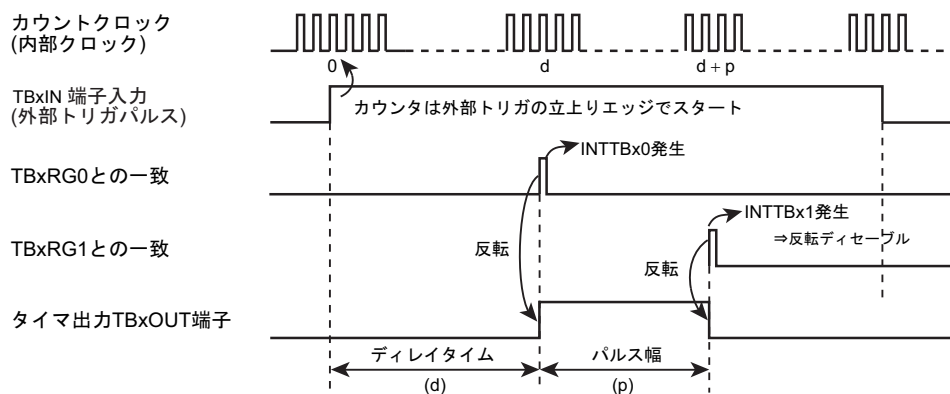 カウントクロック
(内部クロック)
0
d
d + p
TBxIN 端子入力
(外部トリガパルス)
カウンタは外部トリガの立上りエッジでスタート
INTTBx0発生
TBxRG0との一致
INTTBx1発生
⇒反転ディセーブル
TBxRG1との一致
反転
反転
タイマ出力TBxOUT端子
ディレイタイム
(d)
パルス幅
(p)